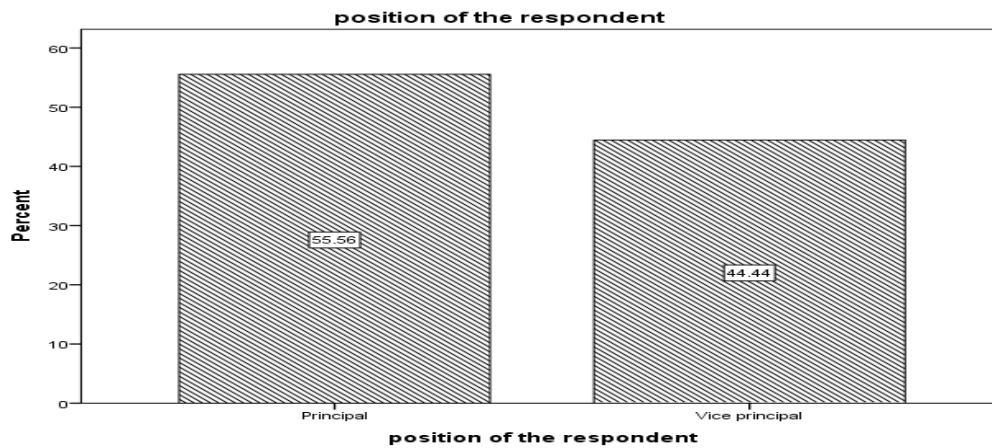 position of the respondent
60
50
40
30
20
10
0
Percent
55.56
44.44
Principal
Vice principal
position of the respondent